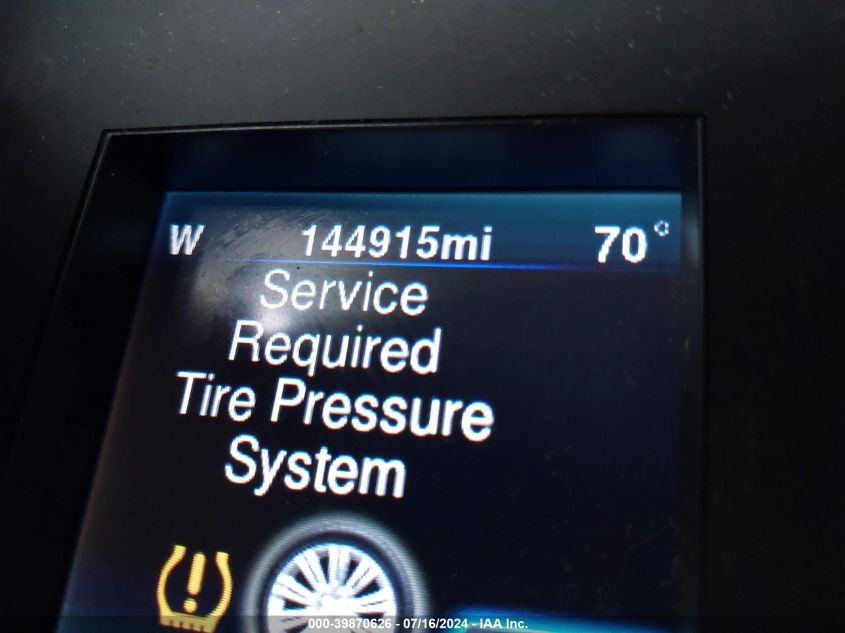 W 144915mi 70°
Service
Required
Tire Pressure
System
000-39870626 - 07/16/2024 - IAA Inc.